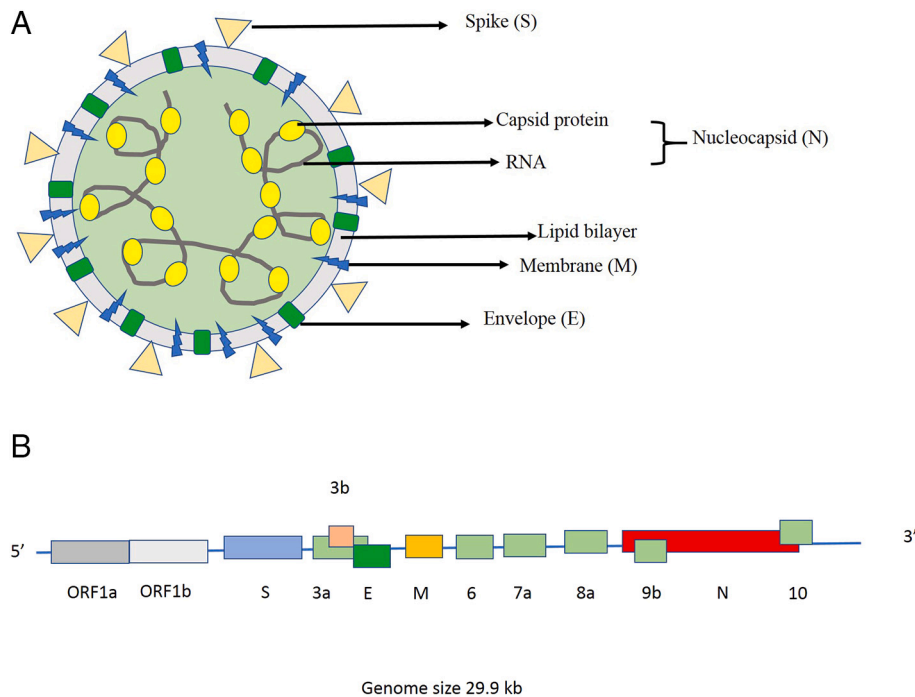 A
Spike (S)
Capsid protein
Nucleocapsid (N)
RNA
Lipid bilayer
Membrane (M)
Envelope (E)
B
3b
5’
3’
ORF1a ORF1b S 3a E M 6 7a 8a 9b N 10
Genome size 29.9 kb